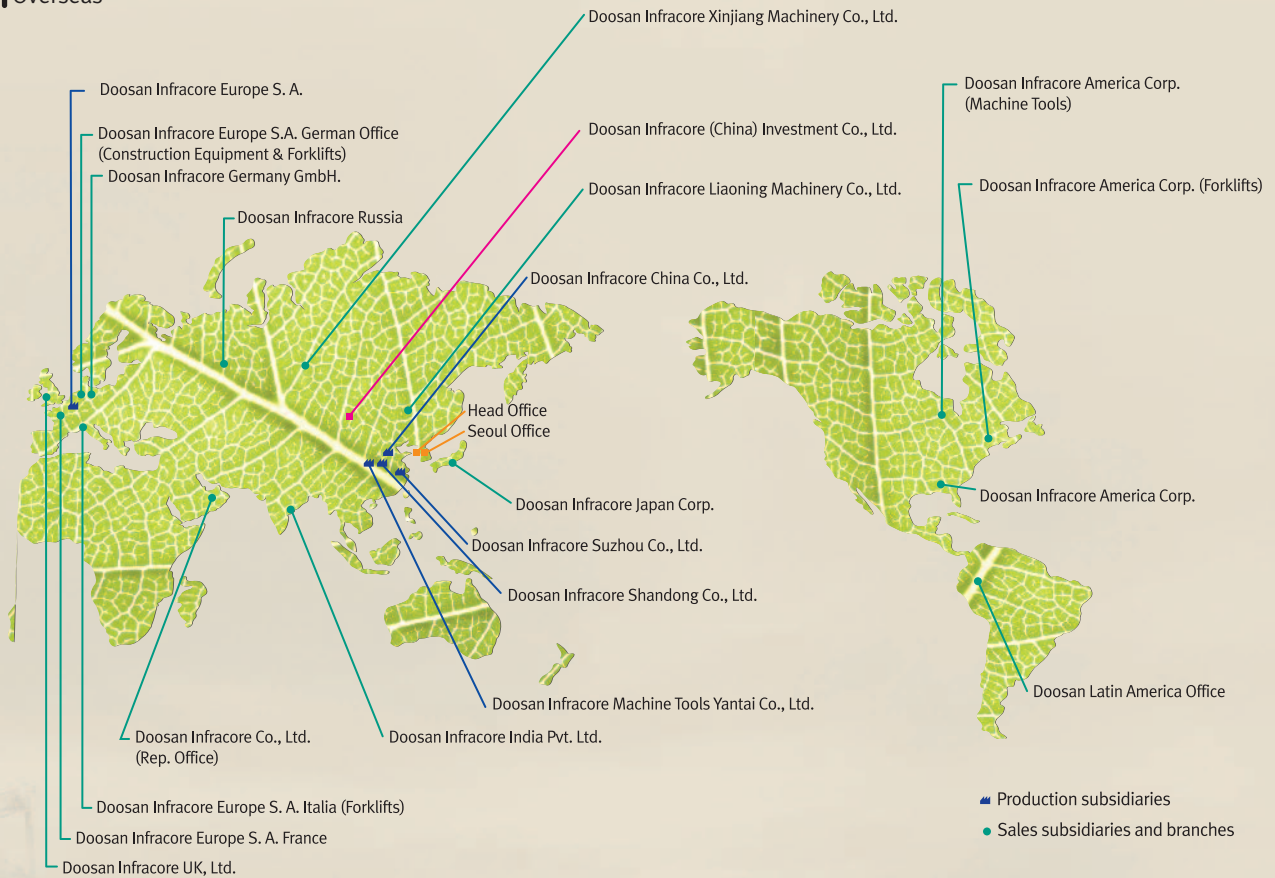 Overseas
Doosan Infracore Xinjiang Machinery Co., Ltd.
Doosan Infracore Europe S. A.
Doosan Infracore America Corp.
(Machine Tools)
Doosan Infracore Europe S.A. German Office
(Construction Equipment & Forklifts)
Doosan Infracore (China) Investment Co., Ltd.
Doosan Infracore Germany GmbH.
Doosan Infracore Liaoning Machinery Co., Ltd.
Doosan Infracore America Corp. (Forklifts)
Doosan Infracore Russia
Doosan Infracore China Co., Ltd.
Head Office
Seoul Office
Doosan Infracore Japan Corp.
Doosan Infracore America Corp.
Doosan Infracore Suzhou Co., Ltd.
Doosan Infracore Shandong Co., Ltd.
Doosan Latin America Office
Doosan Infracore Machine Tools Yantai Co., Ltd.
Doosan Infracore Co., Ltd.
(Rep. Office)
Doosan Infracore India Pvt. Ltd.
Doosan Infracore Europe S. A. Italia (Forklifts)
Doosan Infracore Europe S. A. France
Doosan Infracore UK, Ltd.
Production subsidiaries
Sales subsidiaries and branches